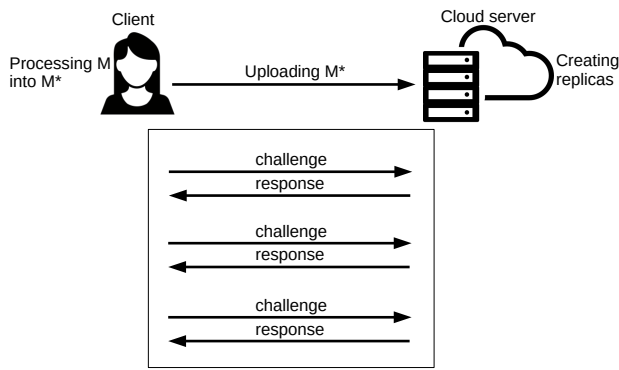 Client
Cloud server
Processing M
into M*
Uploading M*
Creating
replicas
challenge
response
challenge
response
challenge
response